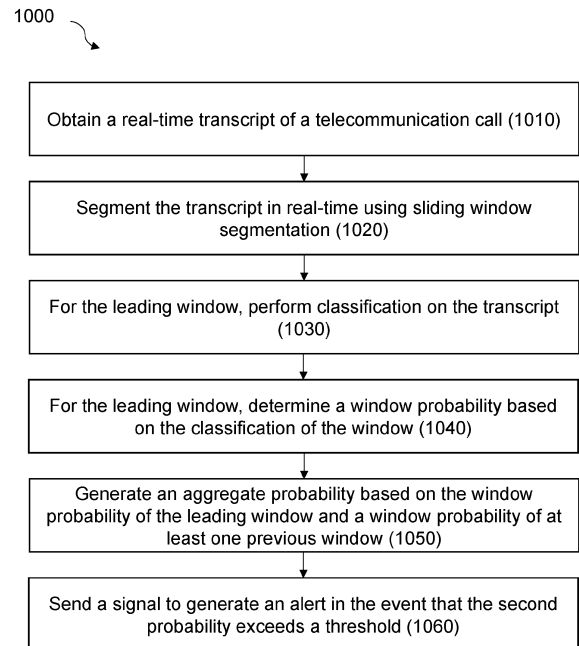 1000
Obtain a real-time transcript of a telecommunication call (1010)
Segment the transcript in real-time using sliding window
segmentation (1020)
For the leading window, perform classification on the transcript
(1030)
For the leading window, determine a window probability based
on the classification of the window (1040)
Generate an aggregate probability based on the window
probability of the leading window and a window probability of at
least one previous window (1050)
Send a signal to generate an alert in the event that the second
probability exceeds a threshold (1060)